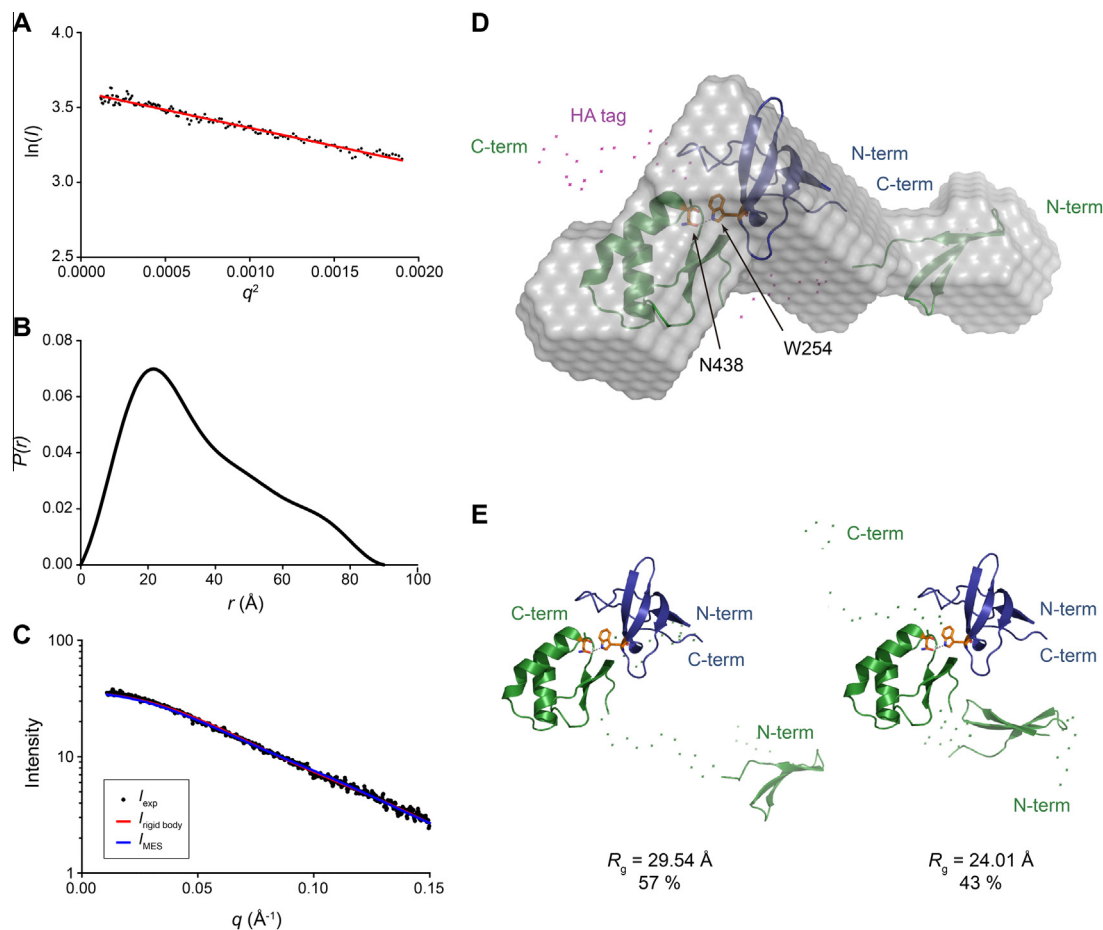 A
4.0
3.5
3.0
2.5
ln(I)
0.0000
0.0005
0.0010
0.0015
0.0020
q2
B
0.08
0.06
0.04
0.02
0.00
P(r)
0
20
40
60
80
100
r (Å)
C
100
10
1
Intensity
Iexp
Irigid body
IMES
0.00
0.05
0.10
0.15
q (Å-1)
D
HA tag
C-term
N-term
C-term
N-term
N438
W254
E
C-term
N-term
C-term
N-term
Rg = 29.54 Å
57 %
C-term
N-term
C-term
N-term
Rg = 24.01 Å
43 %